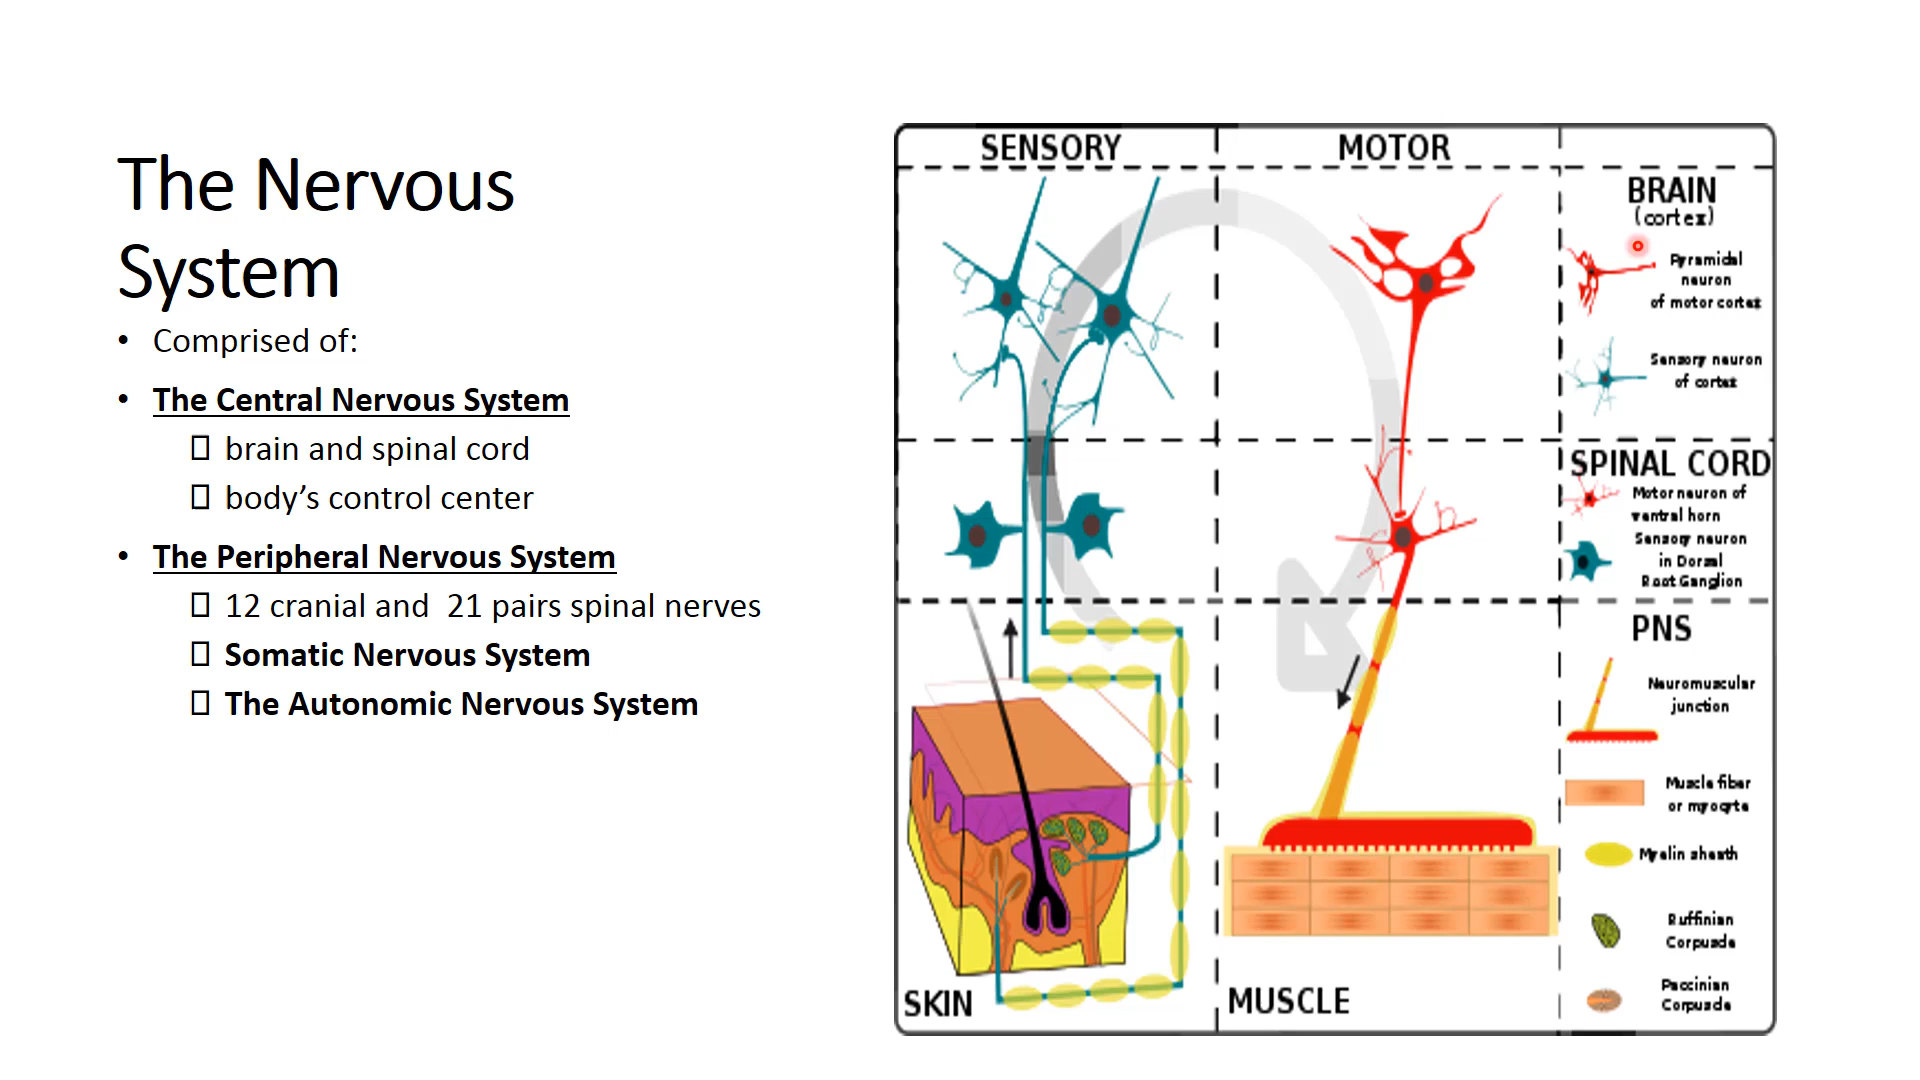 The Nervous
System
• Comprised of:
• The Central Nervous System
brain and spinal cord
body’s control center
• The Peripheral Nervous System
12 cranial and  21 pairs spinal nerves
Somatic Nervous System
The Autonomic Nervous System
SENSORY
MOTOR
BRAIN
(cortex)
Pyramidal
neuron
of motor cortex
Sensory neuron
of cortex
SPINAL CORD
Motor neuron of
ventral horn
Sensory neuron
in Dorsal
Root Ganglion
PNS
Neuromuscular
junction
Muscle fiber
or myocyte
Myelin sheath
Ruffinian
Corpuscle
Paccinian
Corpuscle
SKIN
MUSCLE